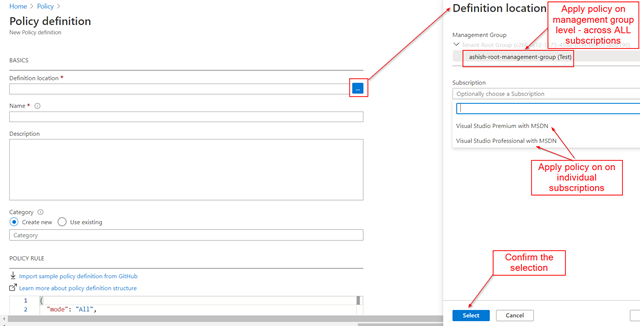 Home > Policy >
Policy definition
New Policy definition
BASICS
Definition location *
...
Name *
Description
Category
Create new
Use existing
Category
POLICY RULE
Import sample policy definition from GitHub
Learn more about policy definition structure
1 {
2 "mode": "All",
Definition location
Apply policy on
management group
level - across ALL
subscriptions
Management Group
ashish-root-management-group (Test)
Subscription
Optionally choose a Subscription
Visual Studio Premium with MSDN
Visual Studio Professional with MSDN
Apply policy on on
individual
subscriptions
Confirm the
selection
Select
Cancel